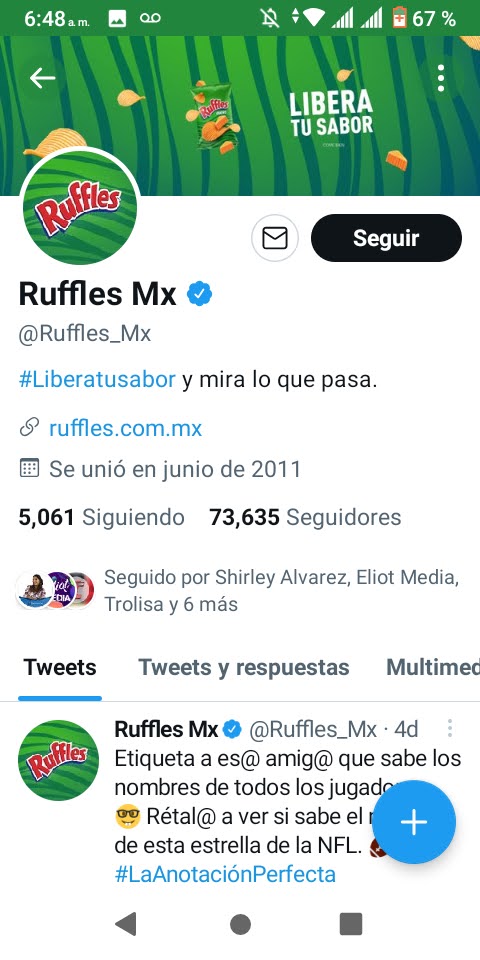 6:48 a. m.
67 %
Ruffles
LIBERA
TU SABOR
Ruffles
Seguir
Ruffles Mx
@Ruffles_Mx
#Liberatusabor y mira lo que pasa.
ruffles.com.mx
Se unió en junio de 2011
5,061 Siguiendo 73,635 Seguidores
Seguido por Shirley Alvarez, Eliot Media,
Trolisa y 6 más
Tweets Tweets y respuestas Multimed
Ruffles
Ruffles Mx @Ruffles_Mx · 4d
Etiqueta a es@ amig@ que sabe los
nombres de todos los jugado
🤓 Rétal@ a ver si sabe el
de esta estrella de la NFL. 🏈
#LaAnotaciónPerfecta